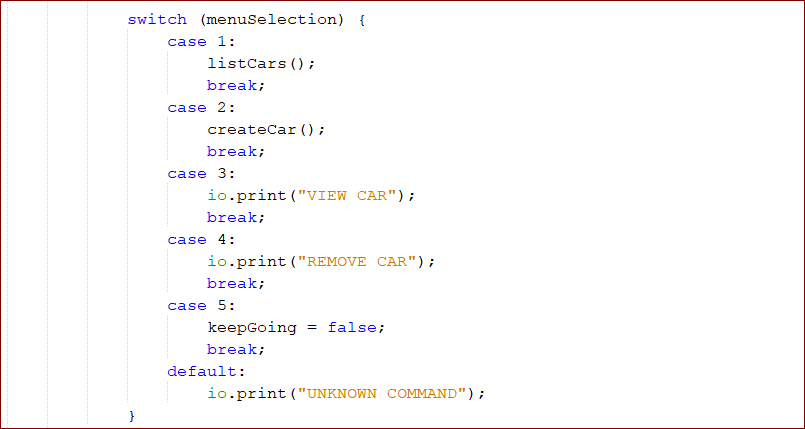 switch (menuSelection) {
case 1:
listCars();
break;
case 2:
createCar();
break;
case 3:
io.print("VIEW CAR");
break;
case 4:
io.print("REMOVE CAR");
break;
case 5:
keepGoing = false;
break;
default:
io.print("UNKNOWN COMMAND");
}